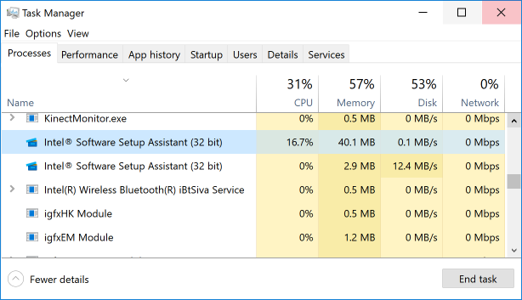 Task Manager
File Options View
Processes Performance App history Startup Users Details Services
31% 57% 53% 0%
Name CPU Memory Disk Network
KinectMonitor.exe 0% 0.5 MB 0 MB/s 0 Mbps
Intel® Software Setup Assistant (32 bit) 16.7% 40.1 MB 0.1 MB/s 0 Mbps
Intel® Software Setup Assistant (32 bit) 0% 2.9 MB 12.4 MB/s 0 Mbps
Intel(R) Wireless Bluetooth(R) iBtSiva Service 0% 0.5 MB 0 MB/s 0 Mbps
igfxHK Module 0% 0.5 MB 0 MB/s 0 Mbps
igfxEM Module 0% 1.2 MB 0 MB/s 0 Mbps
Fewer details End task